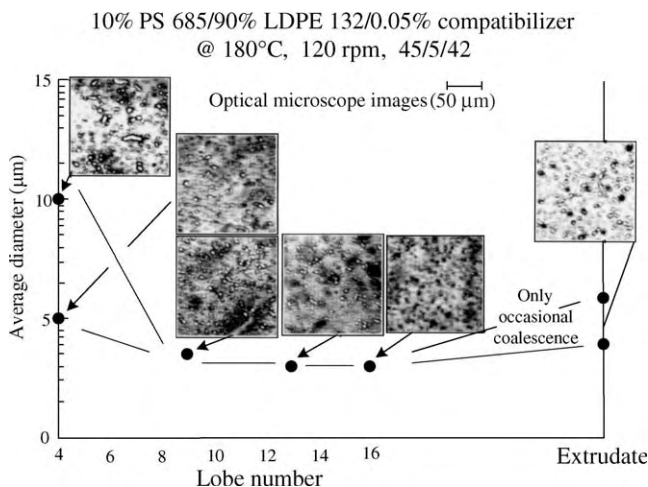 10% PS 685/90% LDPE 132/0.05% compatibilizer
@ 180°C, 120 rpm, 45/5/42
15
Optical microscope images (50 μm)
10
Average diameter (μm)
5
Only
occasional
coalescence
0
4 6 8 10 12 14 16
Extrudate
Lobe number